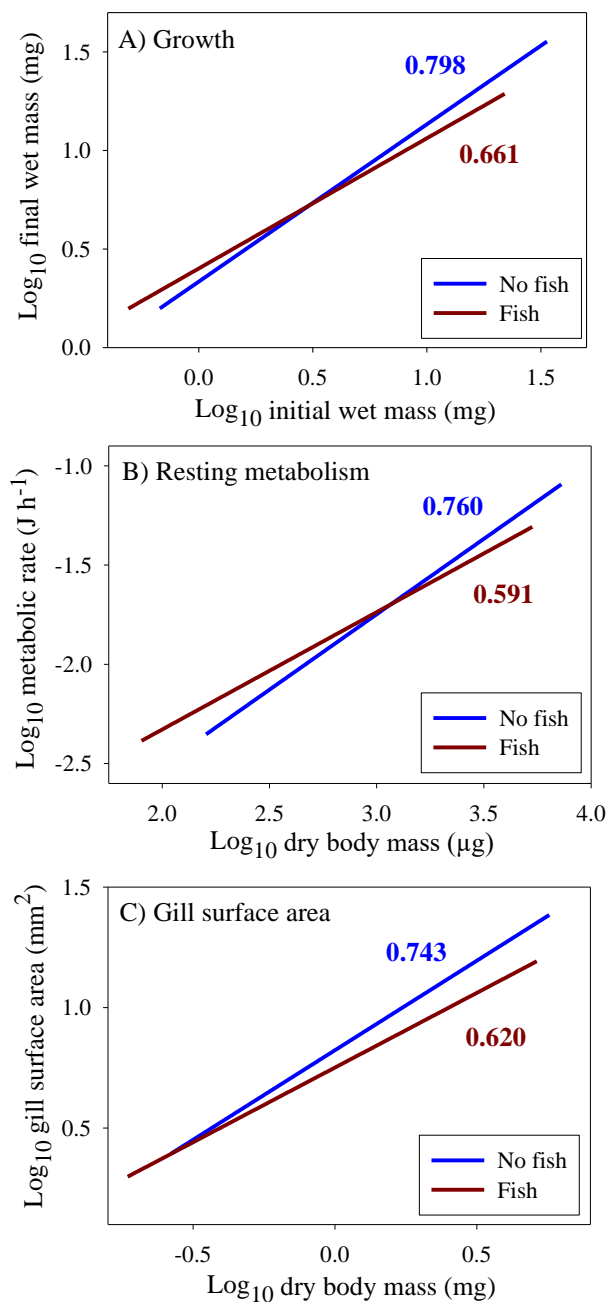 A) Growth
1.5
1.0
0.5
0.0
Log10 final wet mass (mg)
0.798
0.661
No fish
Fish
0.0
0.5
1.0
1.5
Log10 initial wet mass (mg)
B) Resting metabolism
-1.0
-1.5
-2.0
-2.5
Log10 metabolic rate (J h-1)
0.760
0.591
No fish
Fish
2.0
2.5
3.0
3.5
4.0
Log10 dry body mass (µg)
C) Gill surface area
1.5
1.0
0.5
Log10 gill surface area (mm2)
0.743
0.620
No fish
Fish
-0.5
0.0
0.5
Log10 dry body mass (mg)